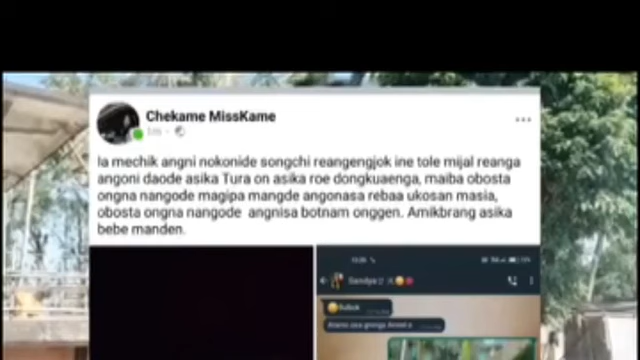 Chekame MissKame
Ia mechik angni nokonide songchi reangengjok ine tole mijal reanga
angoni daode asika Tura on asika roe dongkuaenga, maiba obosta
ongna nangode magipa mangde angonasa rebaa ukosan masia,
obosta ongna nangode angnisa botnam onggen. Amikbrang asika
bebe manden.